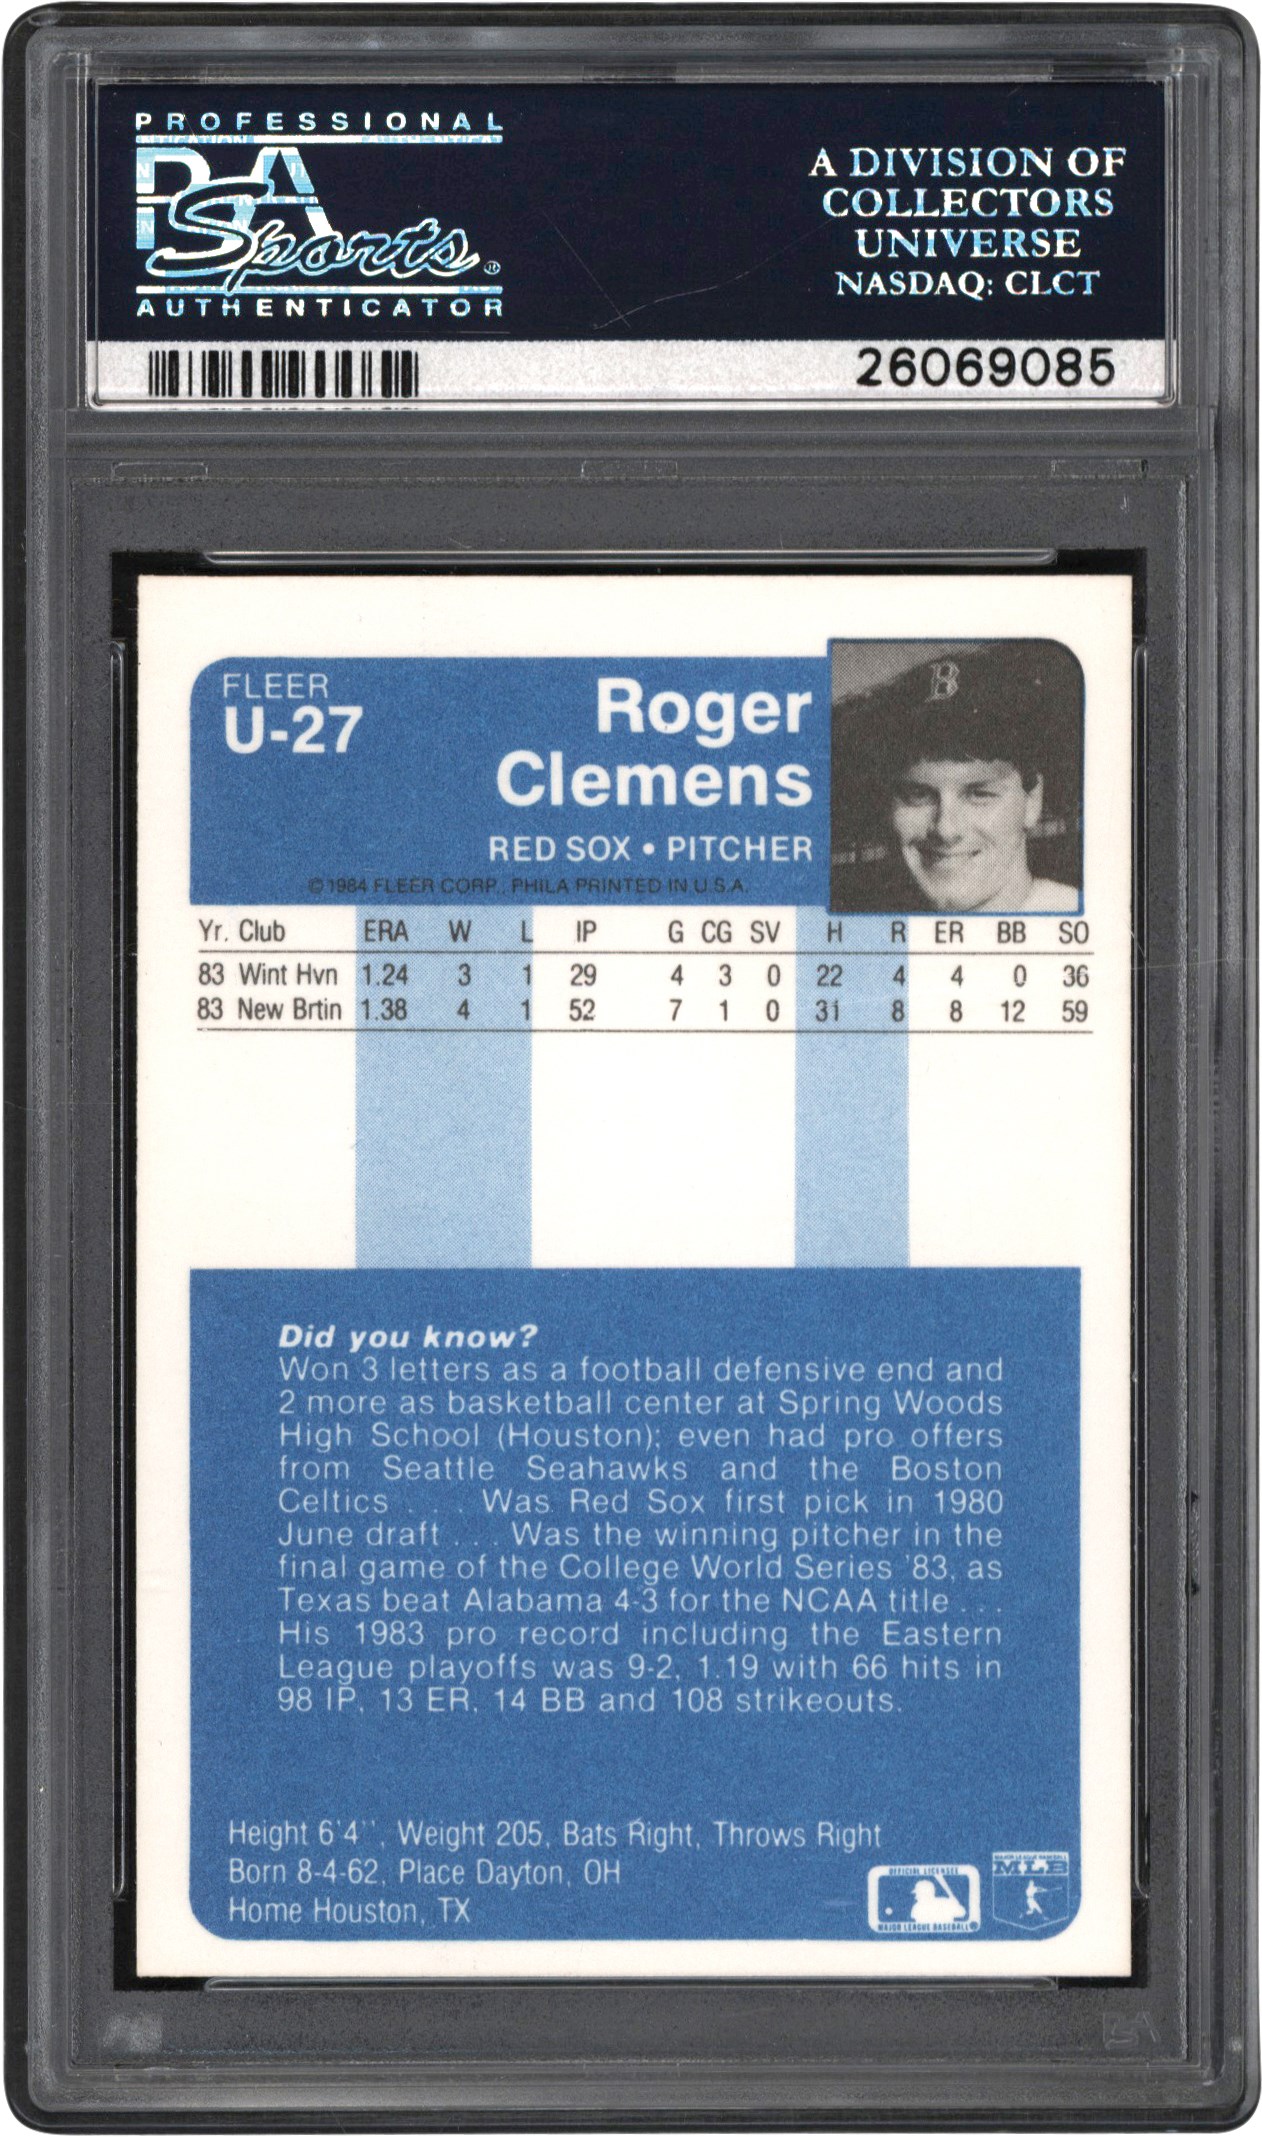 PROFESSIONAL
PSA
Sports®
AUTHENTICATOR
A DIVISION OF
COLLECTORS
UNIVERSE
NASDAQ: CLCT
26069085
FLEER
U-27
Roger
Clemens
RED SOX • PITCHER
©1984 FLEER CORP., PHILA PRINTED IN U.S.A.
Yr. Club ERA W L IP G CG SV H R ER BB SO
83 Wint Hvn 1.24 3 1 29 4 3 0 22 4 4 0 36
83 New Brtin 1.38 4 1 52 7 1 0 31 8 8 12 59
Did you know?
Won 3 letters as a football defensive end and
2 more as basketball center at Spring Woods
High School (Houston); even had pro offers
from Seattle Seahawks and the Boston
Celtics . . . Was Red Sox first pick in 1980
June draft . . . Was the winning pitcher in the
final game of the College World Series '83, as
Texas beat Alabama 4-3 for the NCAA title . . .
His 1983 pro record including the Eastern
League playoffs was 9-2, 1.19 with 66 hits in
98 IP, 13 ER, 14 BB and 108 strikeouts.
Height 6'4'', Weight 205, Bats Right, Throws Right
Born 8-4-62, Place Dayton, OH
Home Houston, TX
OFFICIAL LICENSEE
MAJOR LEAGUE BASEBALL®
MAJOR LEAGUE BASEBALL
MLB